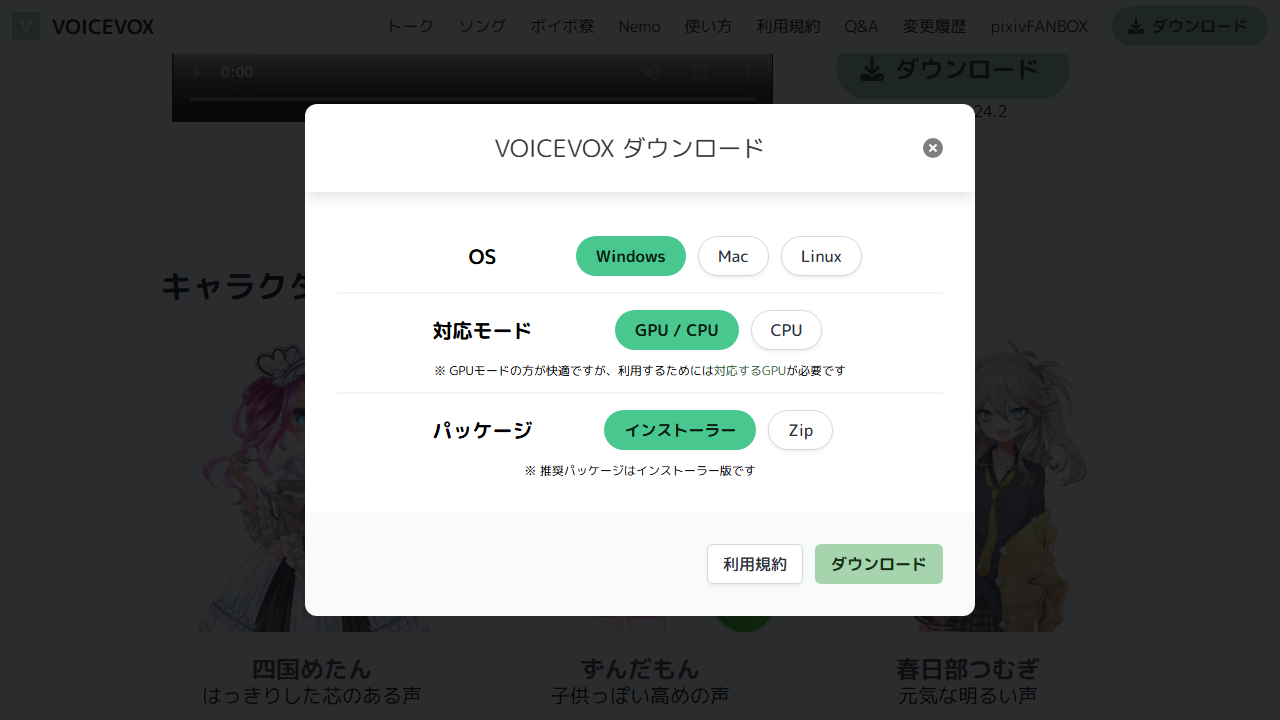 VOICEVOX
トーク ソング ボイボ寮 Nemo 使い方 利用規約 Q&A 変更履歴 pixivFANBOX ダウンロード
0:00
ダウンロード
24.2
VOICEVOX ダウンロード
OS
Windows Mac Linux
キャラクタ
対応モード
GPU / CPU CPU
※ GPUモードの方が快適ですが、利用するためには対応するGPUが必要です
パッケージ
インストーラー Zip
※ 推奨パッケージはインストーラー版です
利用規約 ダウンロード
四国めたん
はっきりした芯のある声
ずんだもん
子供っぽい高めの声
春日部つむぎ
元気な明るい声